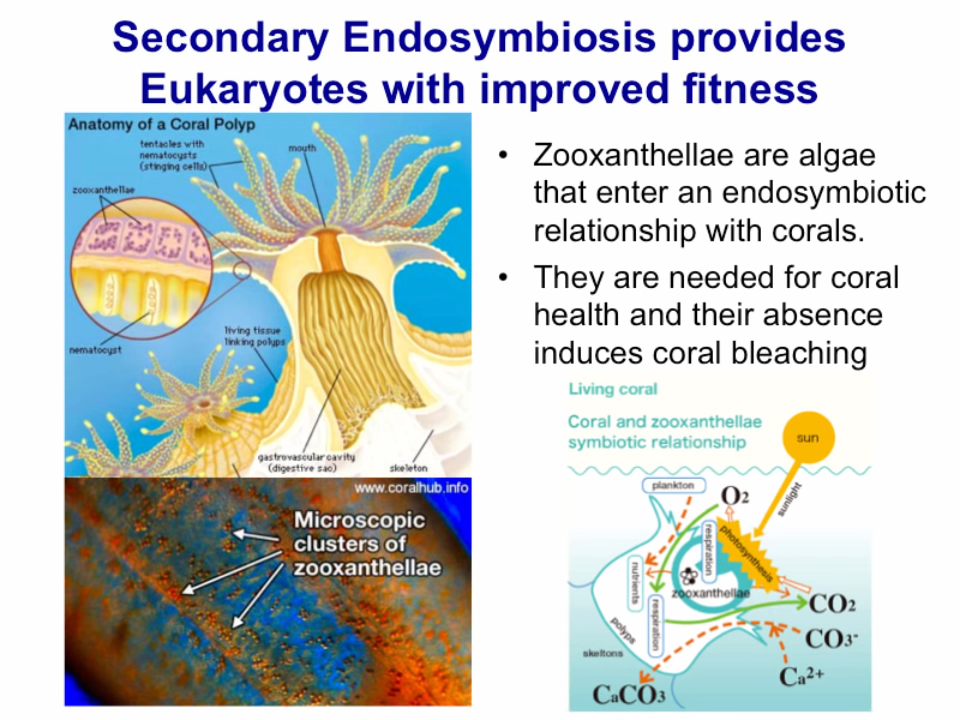 Secondary Endosymbiosis provides
Eukaryotes with improved fitness
Anatomy of a Coral Polyp
tentacles with
nematocysts
(stinging cells)
mouth
zooxanthellae
nematocyst
living tissue
linking polyps
gastrovascular cavity
(digestive sac)
skeleton
www.coralhub.info
Microscopic
clusters of
zooxanthellae
• Zooxanthellae are algae
that enter an endosymbiotic
relationship with corals.
• They are needed for coral
health and their absence
induces coral bleaching
Living coral
Coral and zooxanthellae
symbiotic relationship
sun
sunlight
plankton
O2
photosynthesis
respiration
nutrients
zooxanthellae
respiration
polyps
skeltons
CO2
CO3-
Ca2+
CaCO3